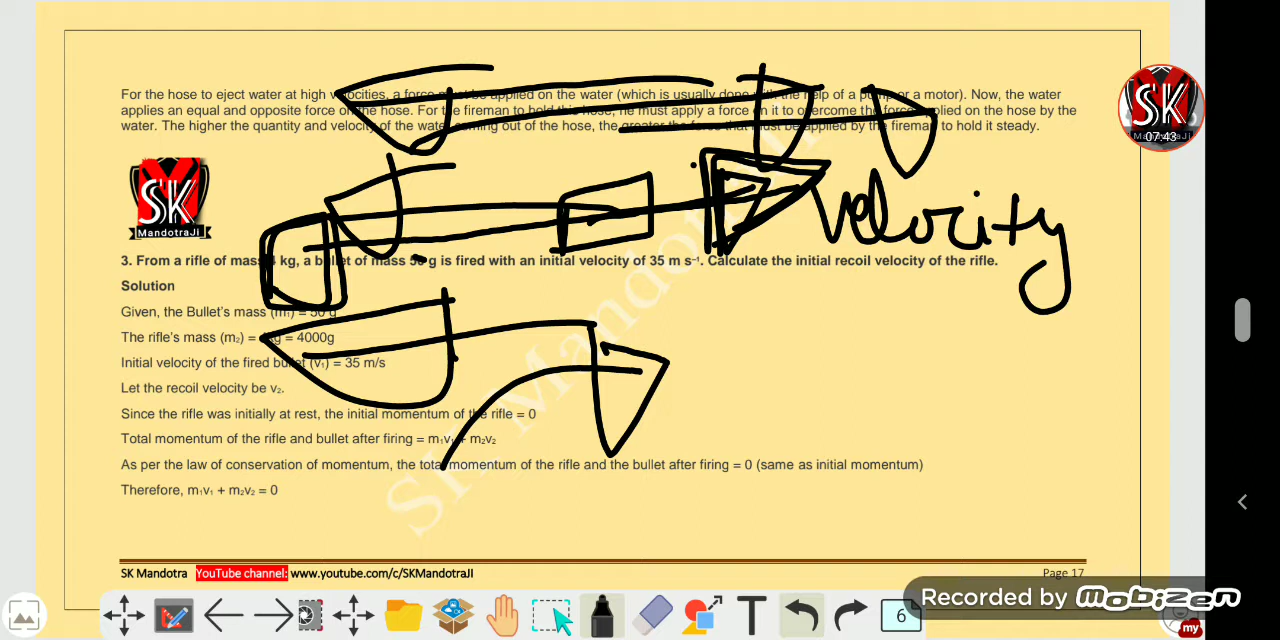 For the hose to eject water at high velocities, a force must be applied on the water (which is usually done with the help of a pump or a motor). Now, the water
applies an equal and opposite force on the hose. For the fireman to hold this hose, he must apply a force on it to overcome the force applied on the hose by the
water. The higher the quantity and velocity of the water coming out of the hose, the greater the force that must be applied by the fireman to hold it steady.
SK
MandotraJi
07:43
SK
MandotraJi
velocity
3. From a rifle of mass 4 kg, a bullet of mass 50 g is fired with an initial velocity of 35 m s⁻¹. Calculate the initial recoil velocity of the rifle.
Solution
Given, the Bullet's mass (m₁) = 50 g
The rifle's mass (m₂) = kg = 4000g
Initial velocity of the fired bullet (v₁) = 35 m/s
Let the recoil velocity be v₂.
Since the rifle was initially at rest, the initial momentum of the rifle = 0
Total momentum of the rifle and bullet after firing = m₁v₁ + m₂v₂
As per the law of conservation of momentum, the total momentum of the rifle and the bullet after firing = 0 (same as initial momentum)
Therefore, m₁v₁ + m₂v₂ = 0
SK Mandotra YouTube channel: www.youtube.com/c/SKMandotraJI
Page 17
Recorded by Mobizen
T
6
my